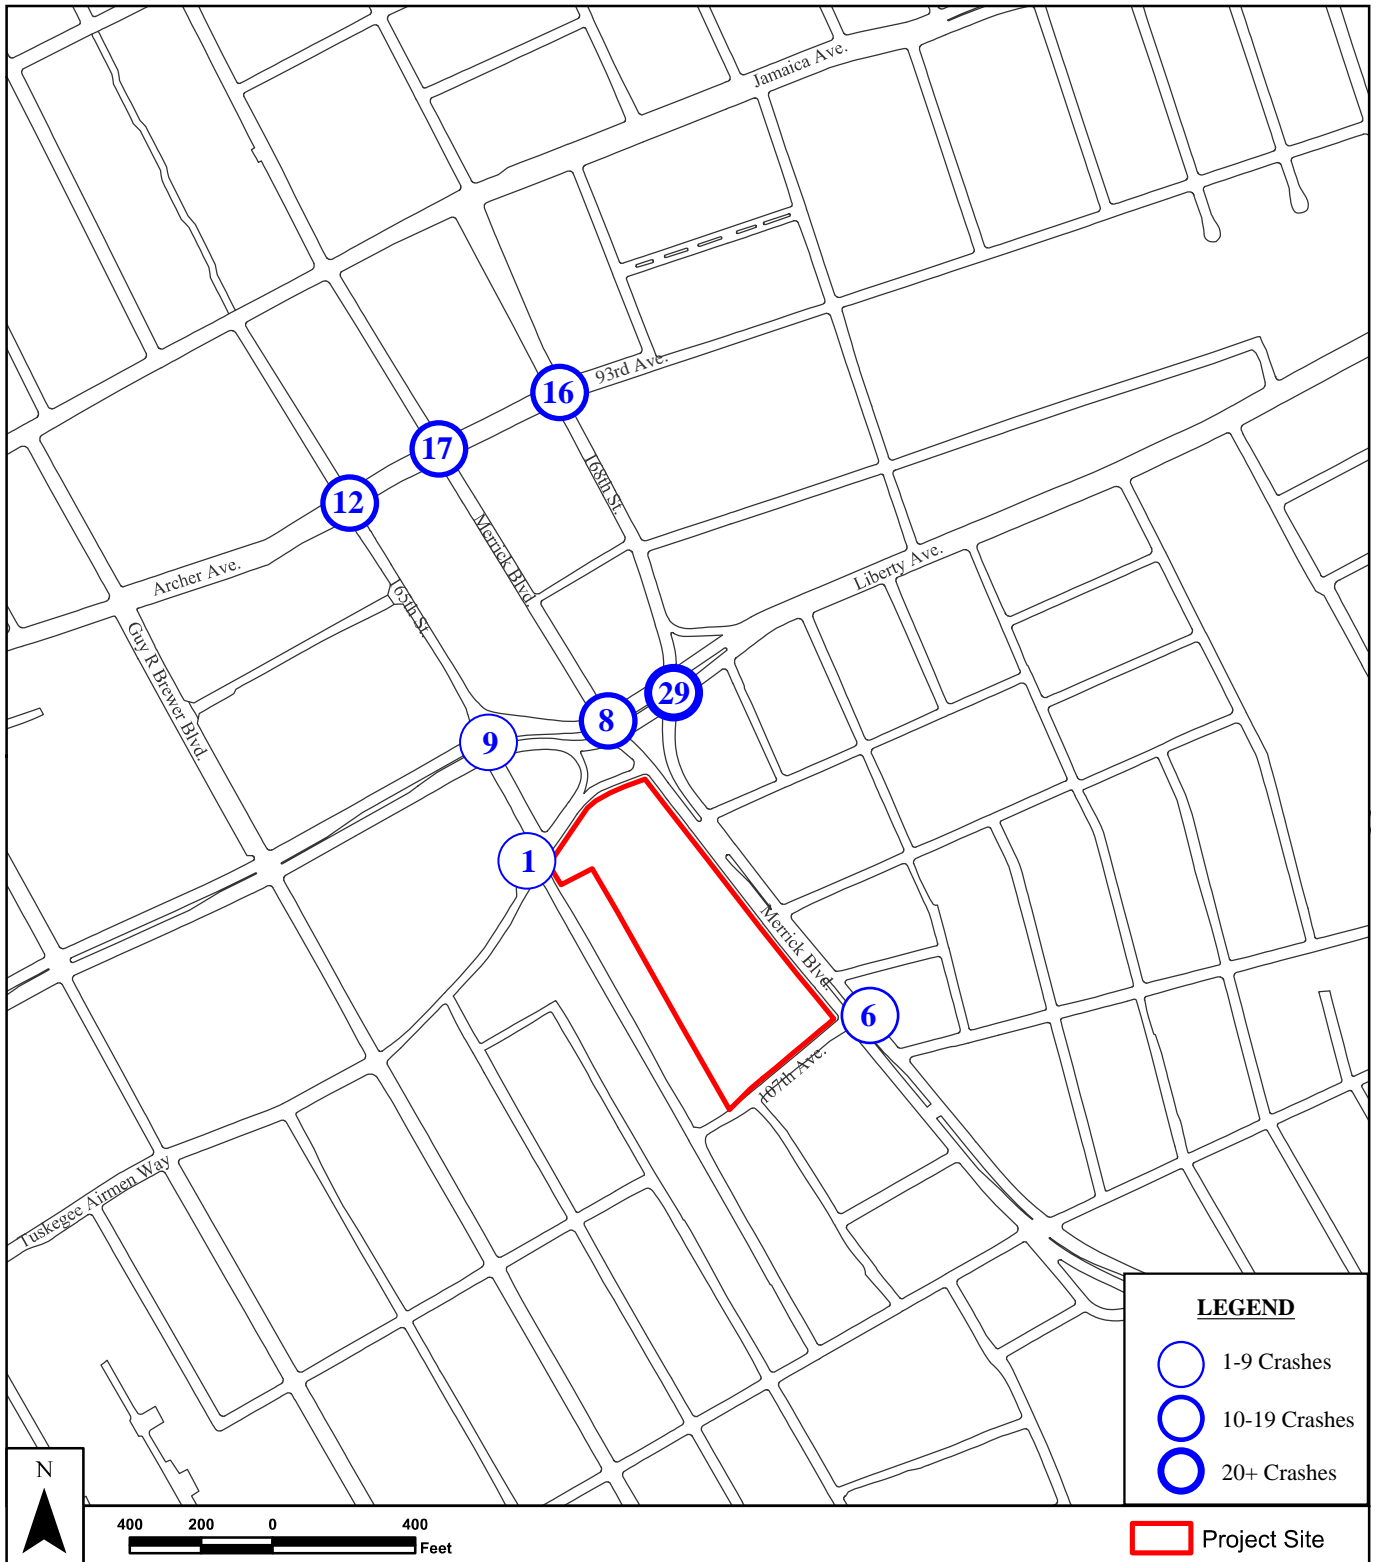 Jamaica Ave.
93rd Ave.
16
17
168th St.
12
Merrick Blvd.
Archer Ave.
Liberty Ave.
165th St.
Guy R Brewer Blvd.
29
8
9
1
Merrick Blvd.
6
107th Ave.
Tuskegee Airmen Way
LEGEND
1-9 Crashes
10-19 Crashes
20+ Crashes
N
400 200 0 400
Feet
Project Site